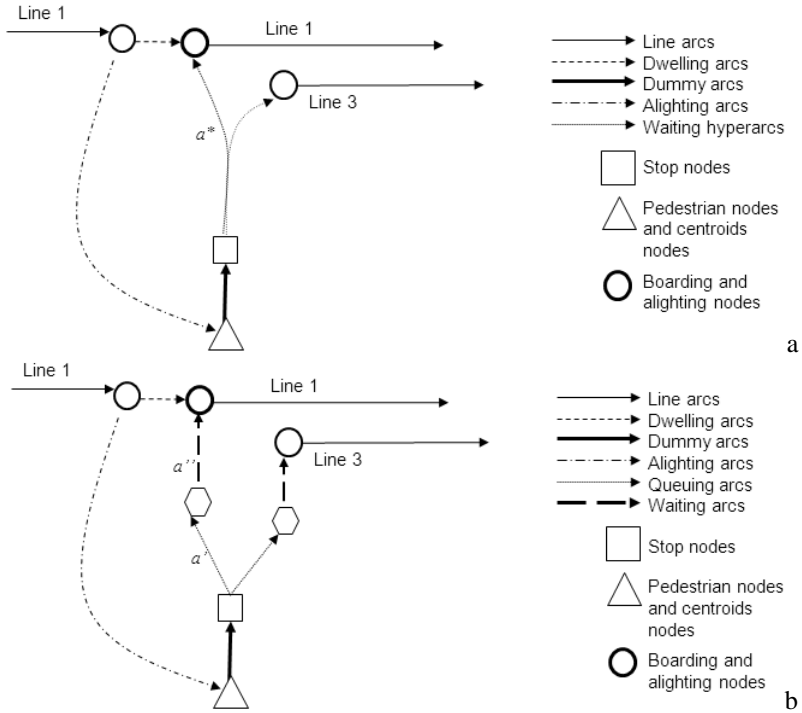 Line 1
Line 1
Line 3
a*
Line arcs
Dwelling arcs
Dummy arcs
Alighting arcs
Waiting hyperarcs
Stop nodes
Pedestrian nodes
and centroids
nodes
Boarding and
alighting nodes
a
Line 1
Line 1
Line 3
a’’
a’
Line arcs
Dwelling arcs
Dummy arcs
Alighting arcs
Queuing arcs
Waiting arcs
Stop nodes
Pedestrian nodes
and centroids
nodes
Boarding and
alighting nodes
b